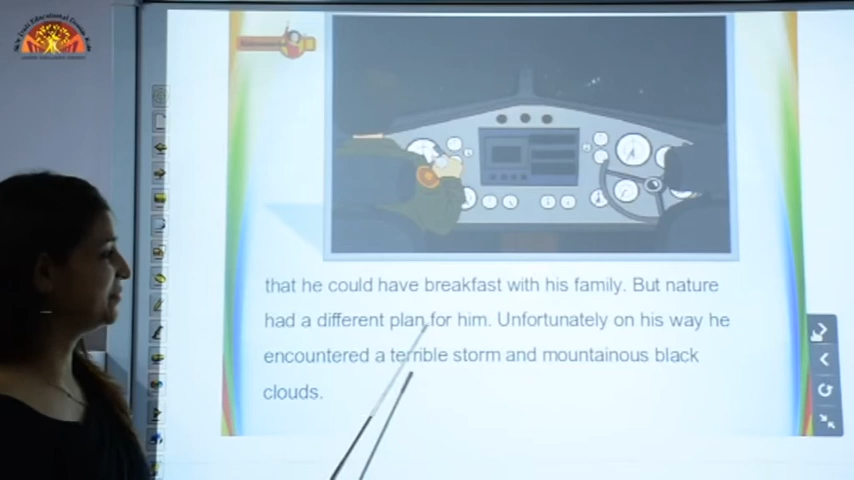 that he could have breakfast with his family. But nature
had a different plan for him. Unfortunately on his way he
encountered a terrible storm and mountainous black
clouds.